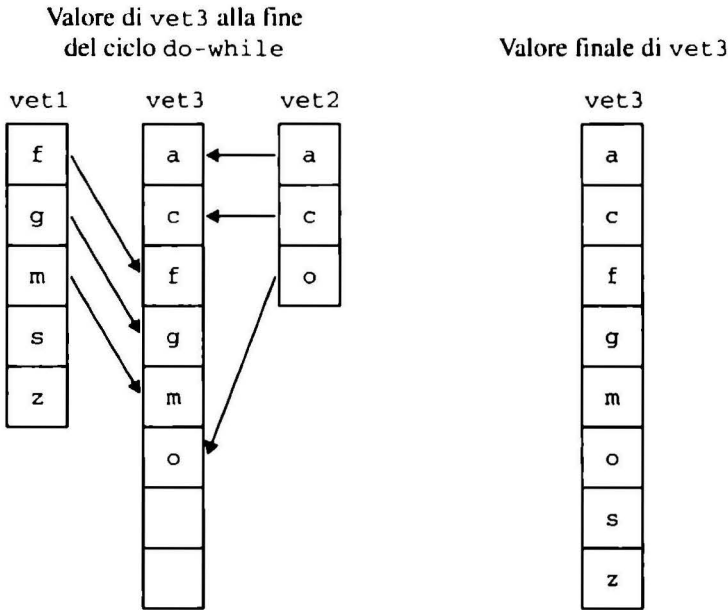 Valore di vet3 alla fine
del ciclo do-while
vet1 vet3 vet2
f a a
g c c
m f o
s g
z m
o
Valore finale di vet3
vet3
a
c
f
g
m
o
s
z